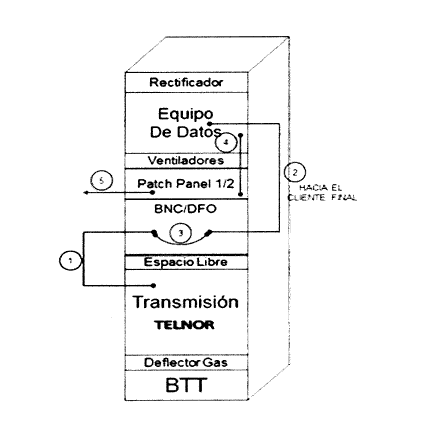 Rectificador
Equipo
De Datos
4
Ventiladores
2
HACIA EL
CLIENTE FINAL
5
Patch Panel 1/2
BNC/DFO
3
1
Espacio Libre
Transmisión
TELNOR
Deflector Gas
BTT